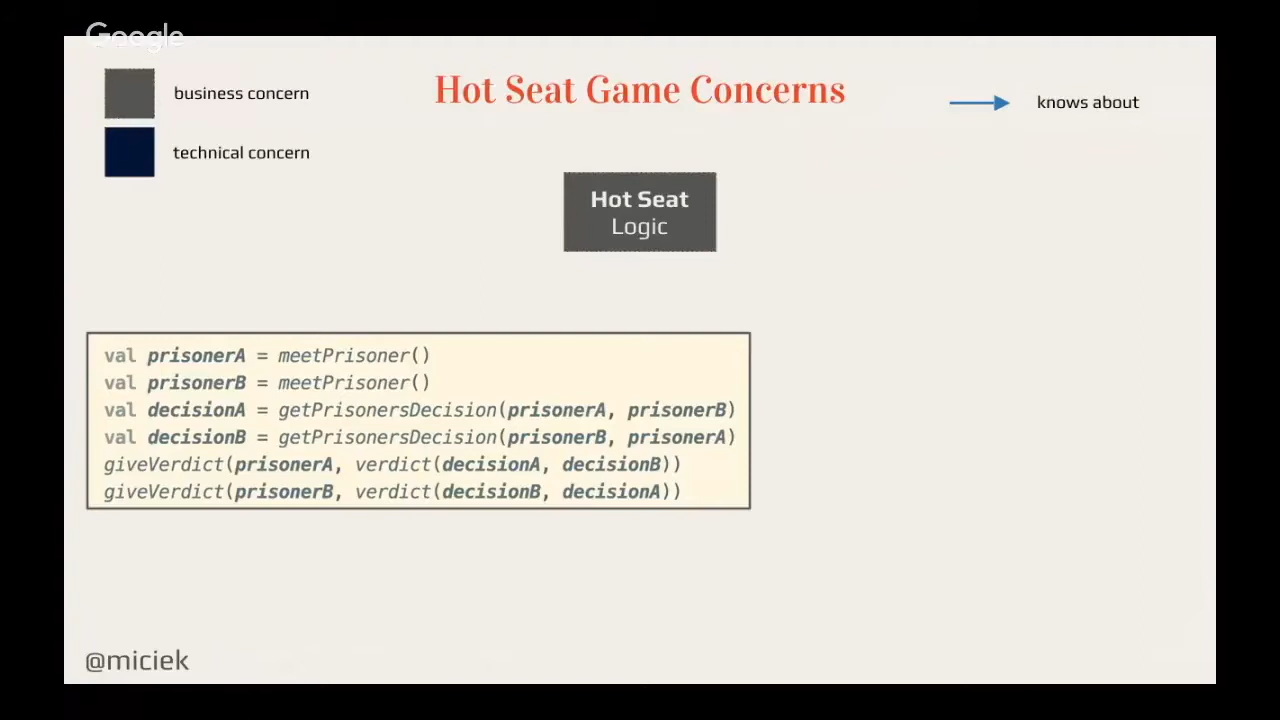 Google
business concern
Hot Seat Game Concerns
knows about
technical concern
Hot Seat
Logic
val prisonerA = meetPrisoner()
val prisonerB = meetPrisoner()
val decisionA = getPrisonersDecision(prisonerA, prisonerB)
val decisionB = getPrisonersDecision(prisonerB, prisonerA)
giveVerdict(prisonerA, verdict(decisionA, decisionB))
giveVerdict(prisonerB, verdict(decisionB, decisionA))
@miciek